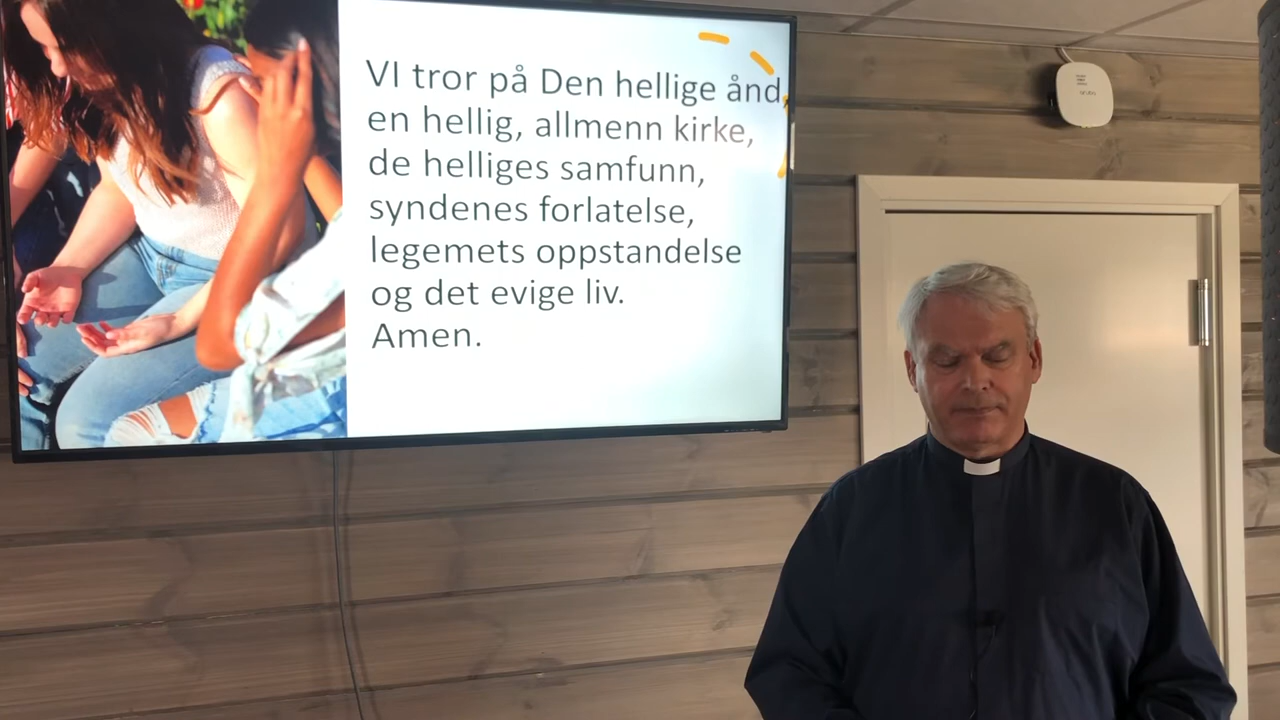 VI tror på Den hellige ånd,
en hellig, allmenn kirke,
de helliges samfunn,
syndenes forlatelse,
legemets oppstandelse
og det evige liv.
Amen.